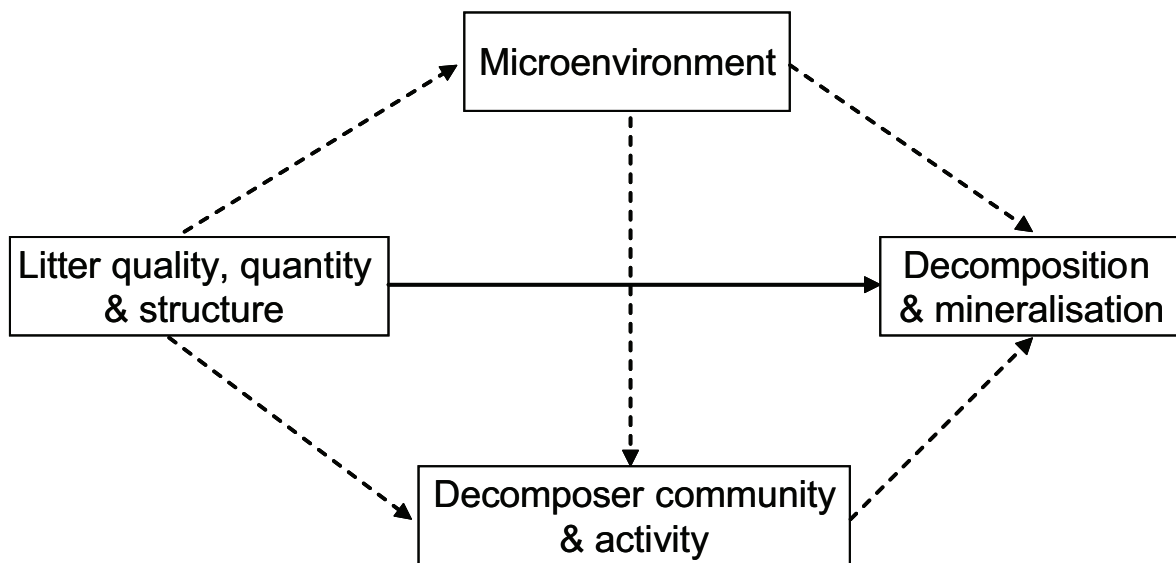 Microenvironment
Litter quality, quantity
& structure
Decomposition
& mineralisation
Decomposer community
& activity